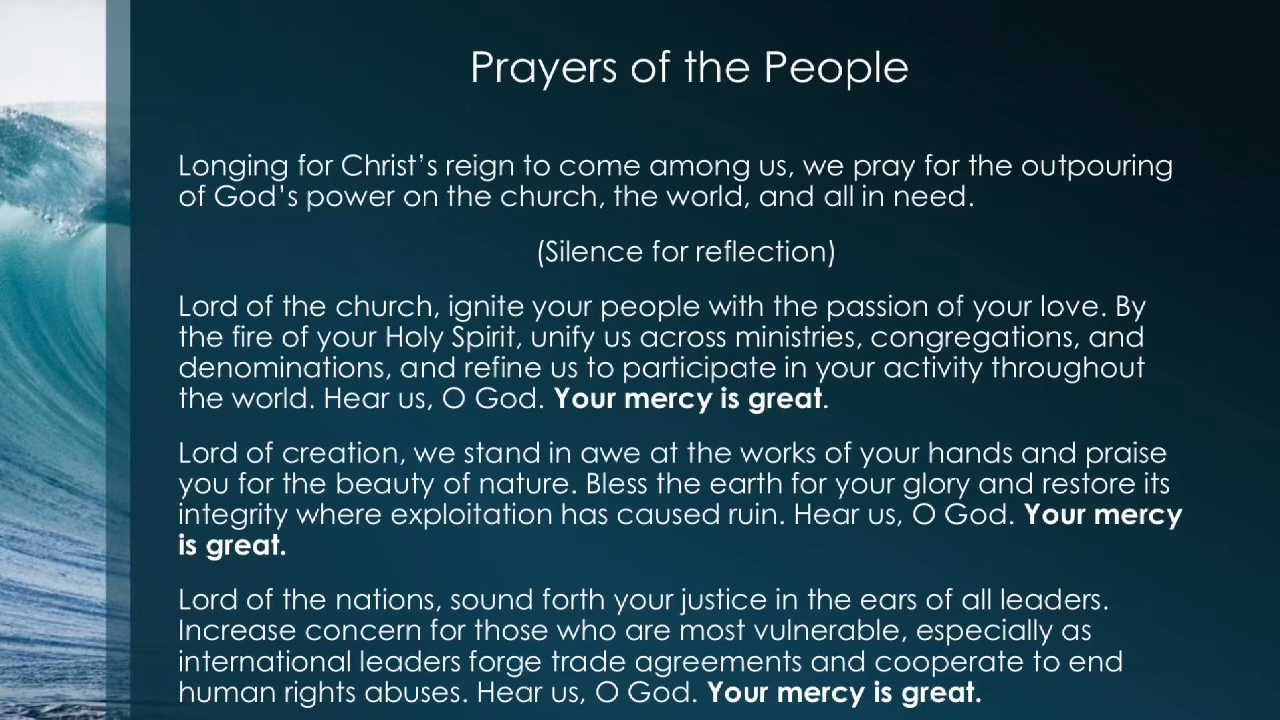 Prayers of the People
Longing for Christ’s reign to come among us, we pray for the outpouring
of God’s power on the church, the world, and all in need.
(Silence for reflection)
Lord of the church, ignite your people with the passion of your love. By
the fire of your Holy Spirit, unify us across ministries, congregations, and
denominations, and refine us to participate in your activity throughout
the world. Hear us, O God. Your mercy is great.
Lord of creation, we stand in awe at the works of your hands and praise
you for the beauty of nature. Bless the earth for your glory and restore its
integrity where exploitation has caused ruin. Hear us, O God. Your mercy
is great.
Lord of the nations, sound forth your justice in the ears of all leaders.
Increase concern for those who are most vulnerable, especially as
international leaders forge trade agreements and cooperate to end
human rights abuses. Hear us, O God. Your mercy is great.